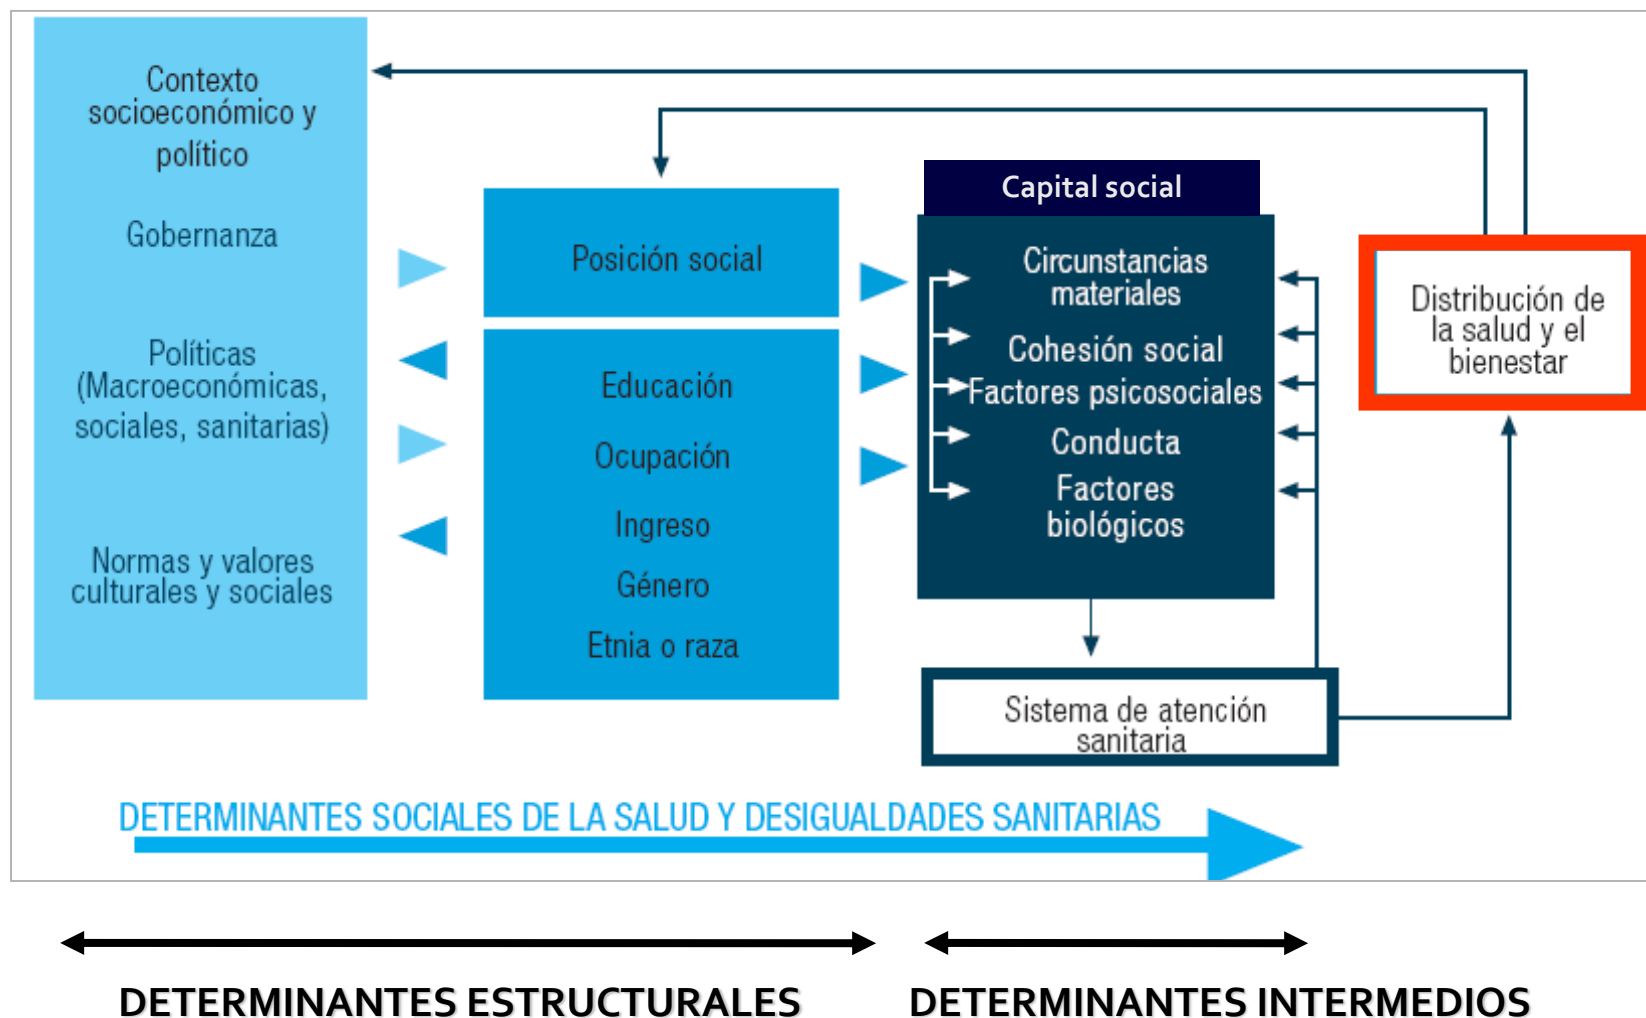 Contexto
socioeconómico y
político
Gobernanza
Políticas
(Macroeconómicas,
sociales, sanitarias)
Normas y valores
culturales y sociales
Posición social
Educación
Ocupación
Ingreso
Género
Etnia o raza
Capital social
Circunstancias
materiales
Cohesión social
Factores psicosociales
Conducta
Factores
biológicos
Sistema de atención
sanitaria
Distribución de
la salud y el
bienestar
DETERMINANTES SOCIALES DE LA SALUD Y DESIGUALDADES SANITARIAS
DETERMINANTES ESTRUCTURALES
DETERMINANTES INTERMEDIOS